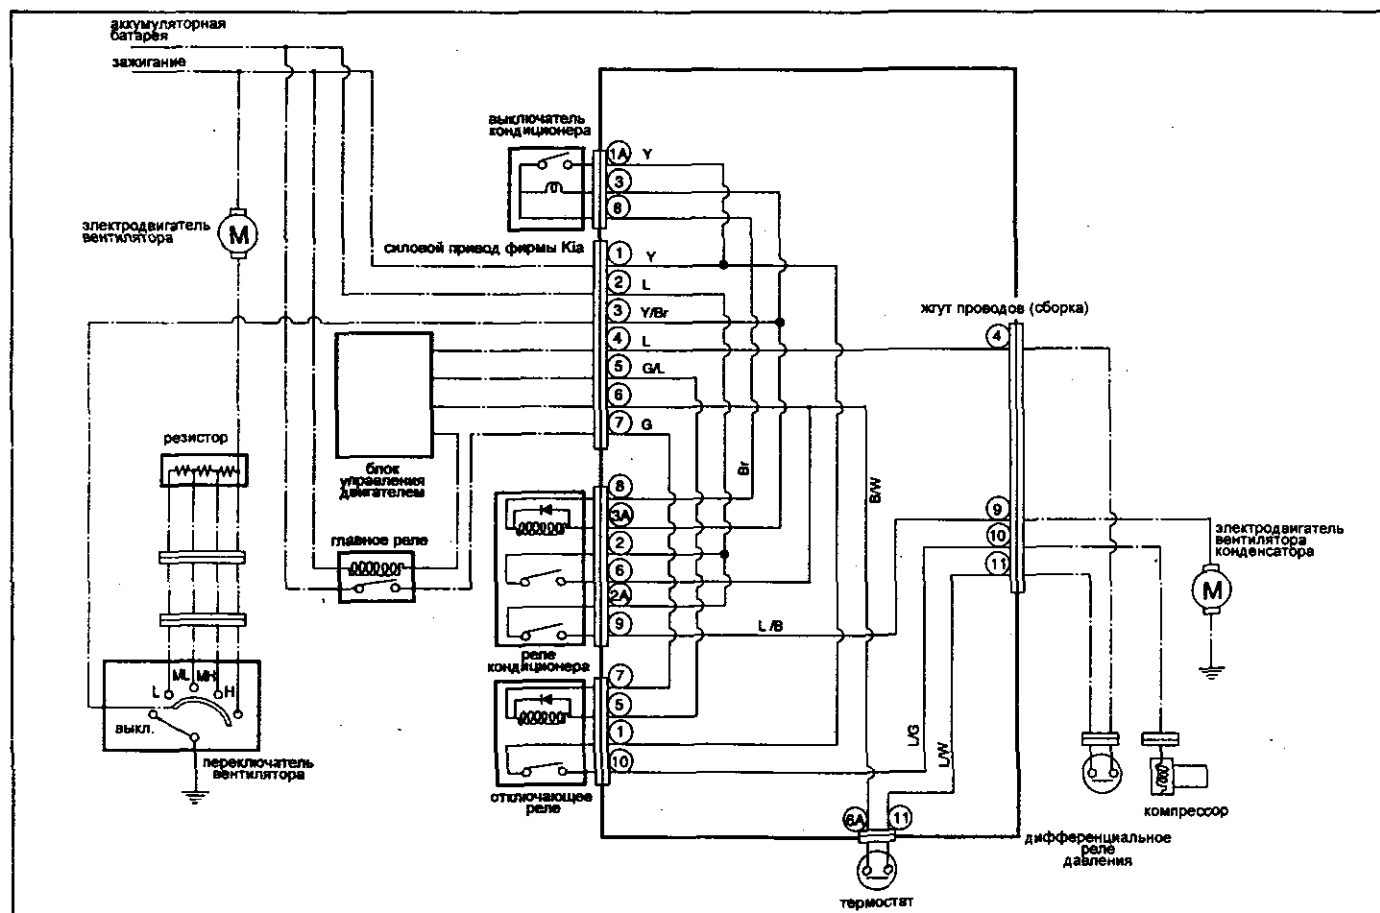 аккумуляторная
батарея
зажигание
выключатель
кондиционера
1A Y
3
8
электродвигатель
вентилятора
M
силовой привод фирмы Kia
1 Y
2 L
3 Y/Br
4 L
5 G/L
6
7 G
жгут проводов (сборка)
4
резистор
блок
управления
двигателем
Br
B/W
8
3A
2
6
2A
9
L/B
9
10
11
электродвигатель
вентилятора
конденсатора
M
главное реле
реле
кондиционера
L
ML
MH
H
выкл.
переключатель
вентилятора
7
5
1
10
L/G
L/W
отключающее
реле
6A
11
компрессор
дифференциальное
реле
давления
термостат